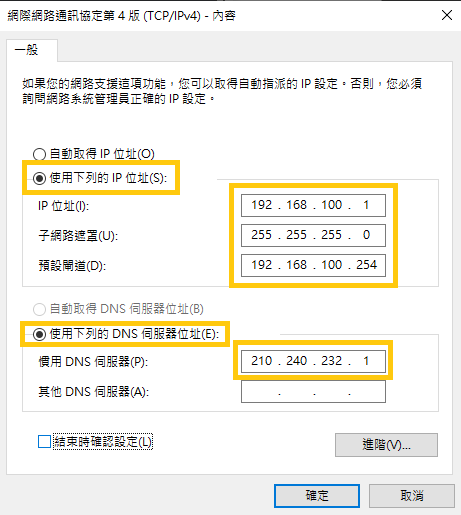 網際網路通訊協定第 4 版 (TCP/IPv4) - 內容
一般
如果您的網路支援這項功能，您可以取得自動指派的 IP 設定。否則，您必須
詢問網路系統管理員正確的 IP 設定。
自動取得 IP 位址(O)
使用下列的 IP 位址(S):
IP 位址(I): 192 . 168 . 100 . 1
子網路遮罩(U): 255 . 255 . 255 . 0
預設閘道(D): 192 . 168 . 100 . 254
自動取得 DNS 伺服器位址(B)
使用下列的 DNS 伺服器位址(E):
慣用 DNS 伺服器(P): 210 . 240 . 232 . 1
其他 DNS 伺服器(A): . . .
結束時確認設定(L)
進階(V)...
確定 取消